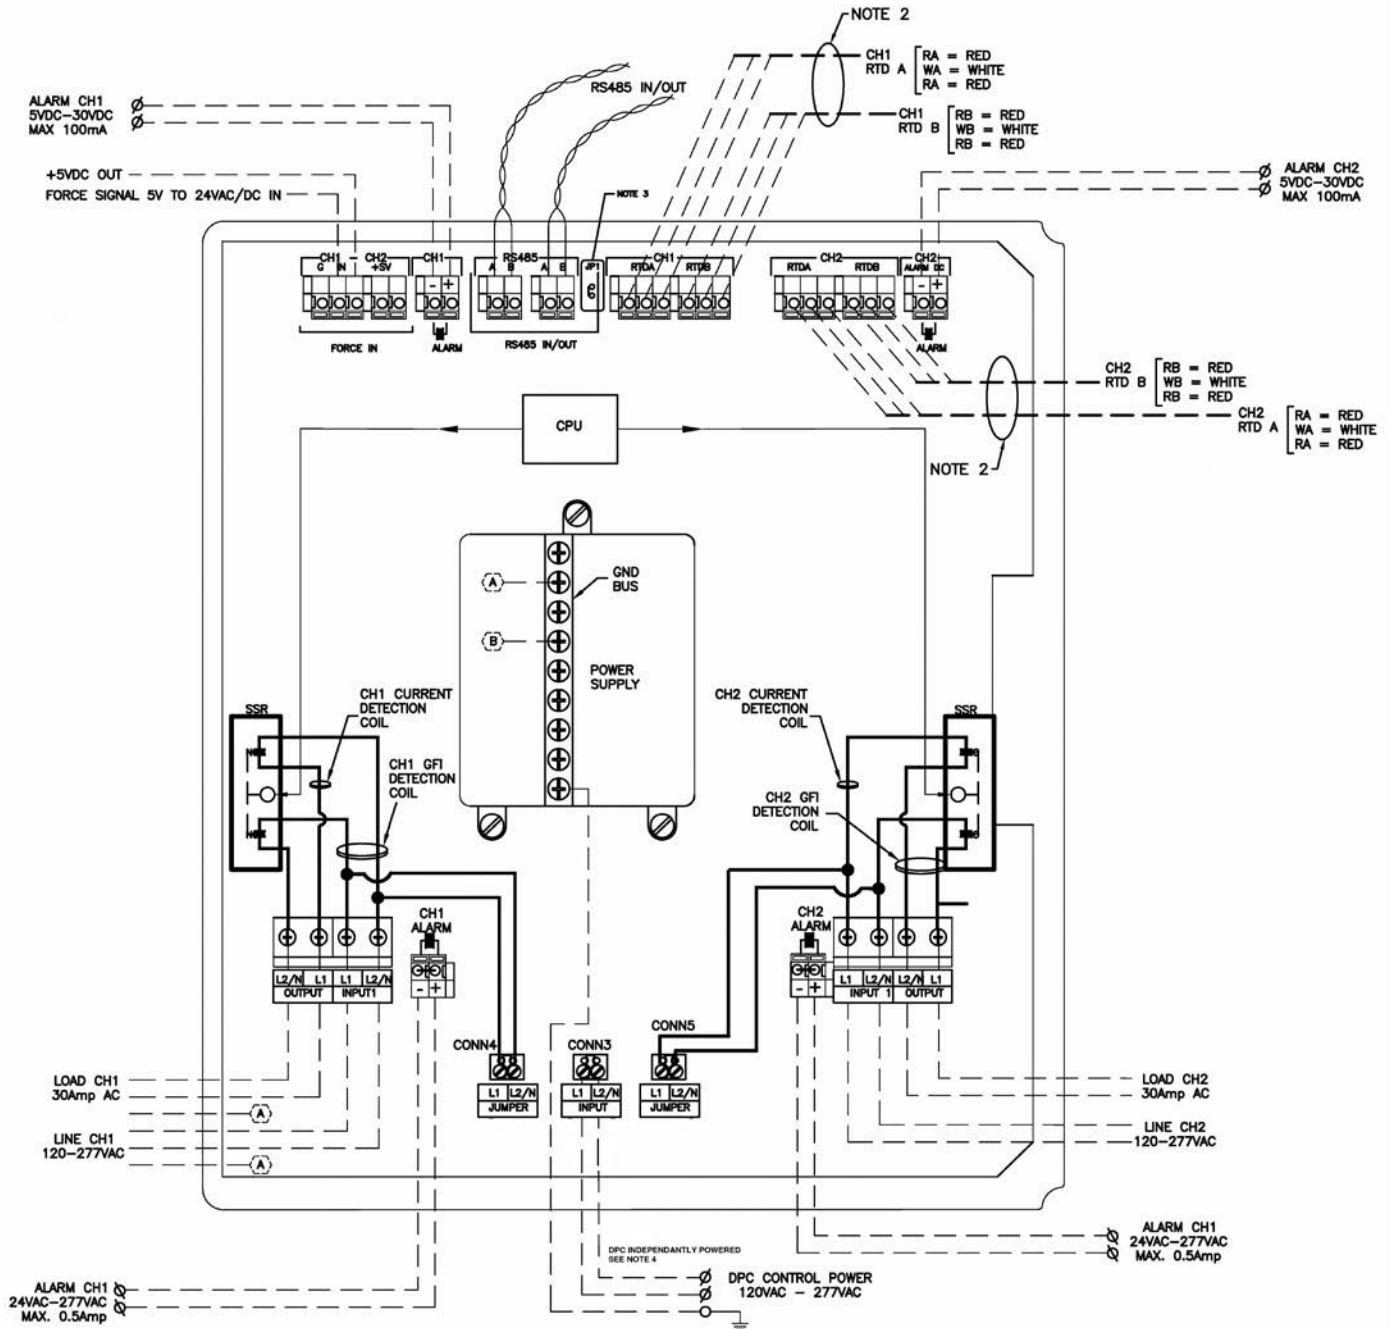 NOTE 2
CH1
RTD A
RA = RED
WA = WHITE
RA = RED
RS485 IN/OUT
ALARM CH1
5VDC-30VDC
MAX 100mA
CH1
RTD B
RB = RED
WB = WHITE
RB = RED
+5VDC OUT
FORCE SIGNAL 5V TO 24VAC/DC IN
NOTE 3
ALARM CH2
5VDC-30VDC
MAX 100mA
CH1 CH2
G IN +5V
CH1
- +
RS485
A B A B
JP1
CH1
RTDA RTDB
CH2
RTDA RTDB
CH2
ALARM DC
- +
FORCE IN
ALARM
RS485 IN/OUT
ALARM
CH2
RTD B
RB = RED
WB = WHITE
RB = RED
CH2
RTD A
RA = RED
WA = WHITE
RA = RED
CPU
NOTE 2
GND
BUS
A
B
POWER
SUPPLY
CH1 CURRENT
DETECTION
COIL
CH2 CURRENT
DETECTION
COIL
SSR
SSR
CH1 GFI
DETECTION
COIL
CH2 GFI
DETECTION
COIL
CH1
ALARM
CH2
ALARM
L2/N L1 L1 L2/N
OUTPUT INPUT1
- +
- +
L1 L2/N L2/N L1
INPUT 1 OUTPUT
CONN4
CONN3
CONN5
L1 L2/N
JUMPER
L1 L2/N
INPUT
L1 L2/N
JUMPER
LOAD CH1
30Amp AC
A
LINE CH1
120-277VAC
A
LOAD CH2
30Amp AC
LINE CH2
120-277VAC
ALARM CH1
24VAC-277VAC
MAX. 0.5Amp
DPC INDEPENDANTLY POWERED
SEE NOTE 4
DPC CONTROL POWER
120VAC - 277VAC
ALARM CH1
24VAC-277VAC
MAX. 0.5Amp